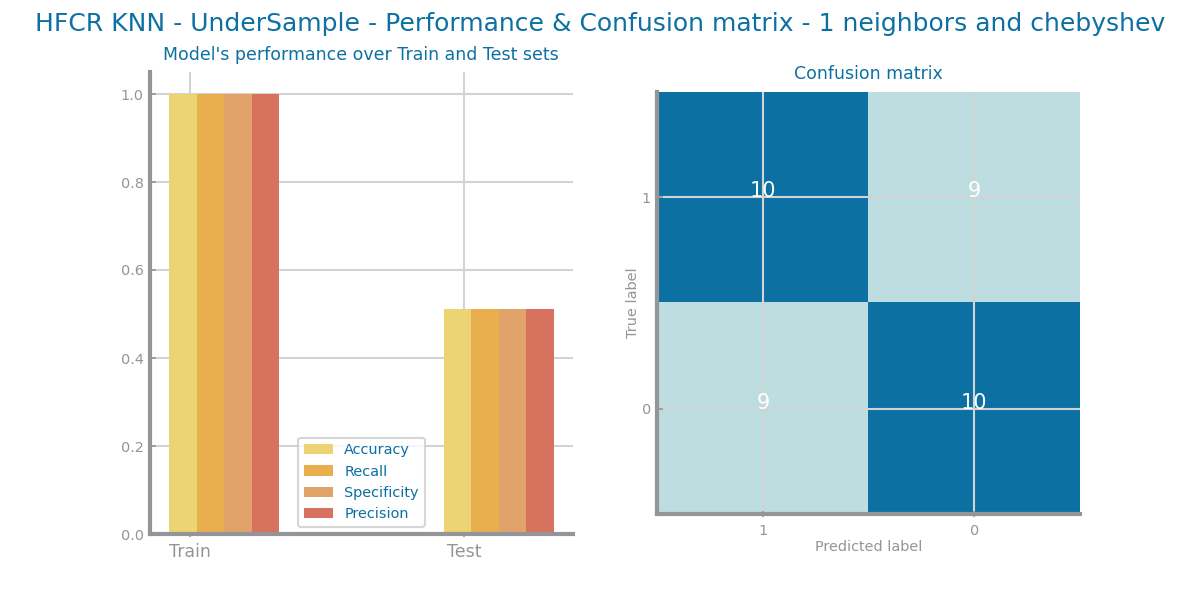 HFCR KNN - UnderSample - Performance & Confusion matrix - 1 neighbors and chebyshev
Model's performance over Train and Test sets
1.0
0.8
0.6
0.4
0.2
0.0
Train
Test
Accuracy
Recall
Specificity
Precision
Confusion matrix
True label
1
0
10
9
9
10
1
0
Predicted label